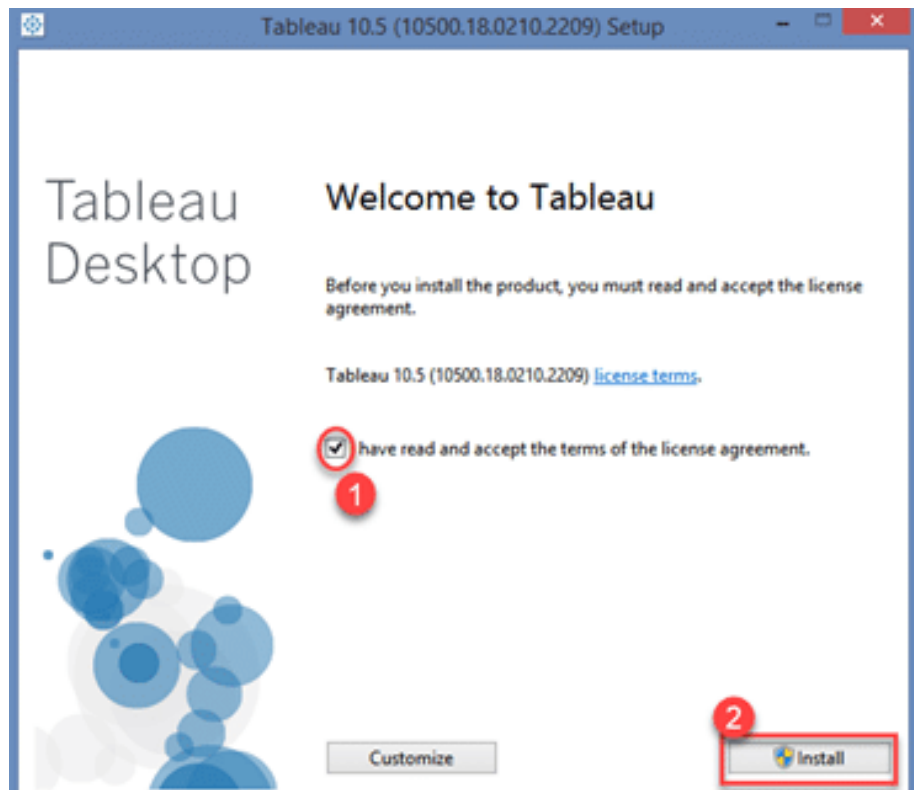 Tableau 10.5 (10500.18.0210.2209) Setup
Tableau
Desktop
Welcome to Tableau
Before you install the product, you must read and accept the license
agreement.
Tableau 10.5 (10500.18.0210.2209) license terms.
have read and accept the terms of the license agreement.
1
2
Customize
Install